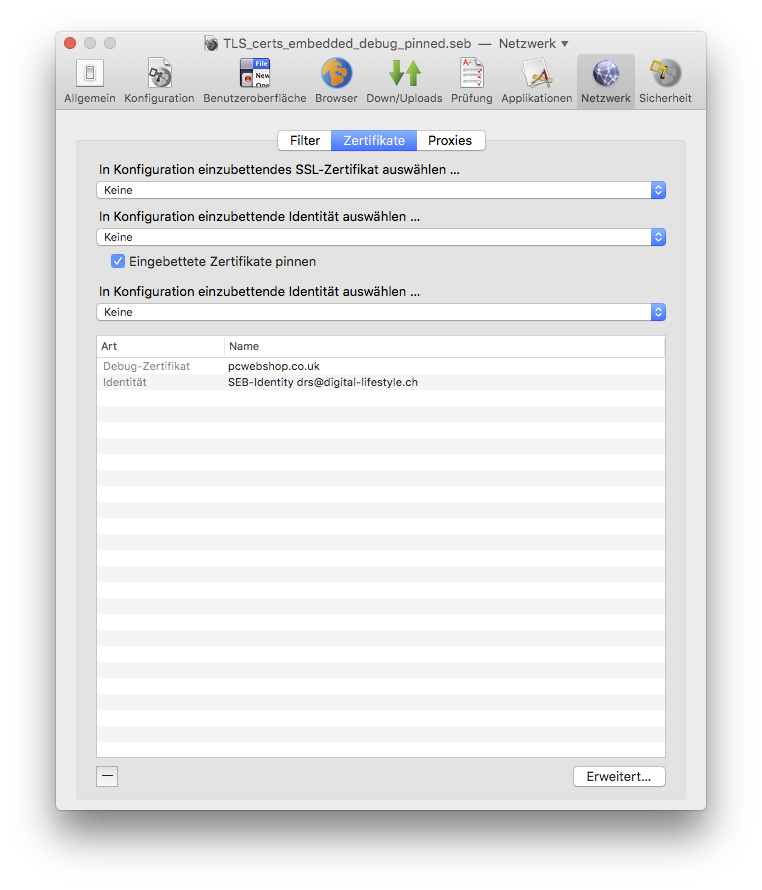 TLS_certs_embedded_debug_pinned.seb — Netzwerk
Allgemein Konfiguration Benutzeroberfläche Browser Down/Uploads Prüfung Applikationen Netzwerk Sicherheit
Filter Zertifikate Proxies
In Konfiguration einzubettendes SSL-Zertifikat auswählen ...
Keine
In Konfiguration einzubettende Identität auswählen ...
Keine
Eingebettete Zertifikate pinnen
In Konfiguration einzubettende Identität auswählen ...
Keine
Art Name
Debug-Zertifikat pcwebshop.co.uk
Identität SEB-Identity drs@digital-lifestyle.ch
Erweitert...